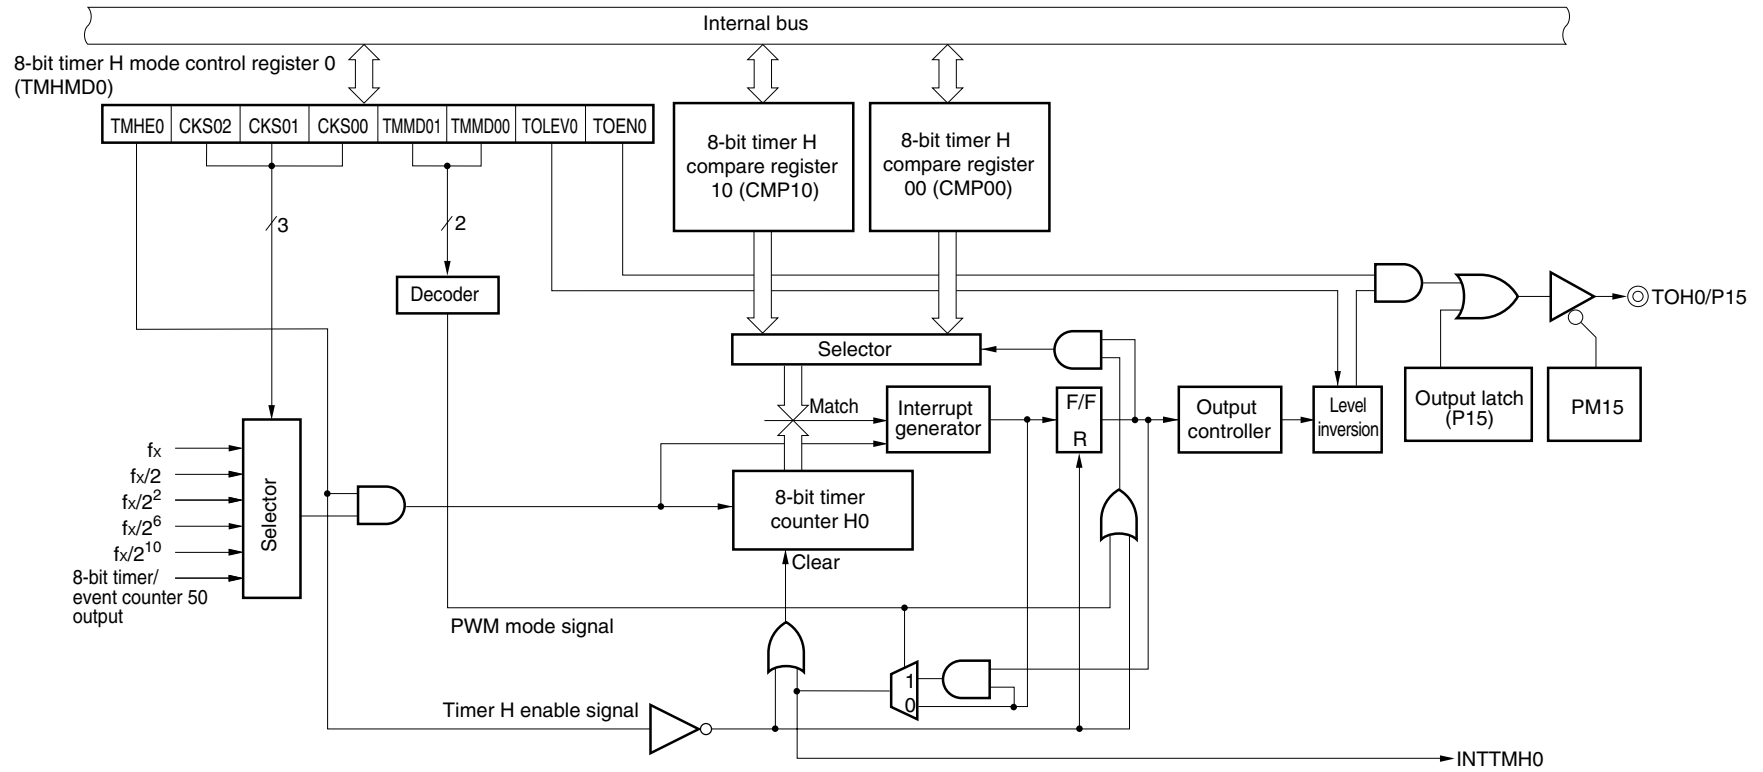 Internal bus
8-bit timer H mode control register 0
(TMHMD0)
TMHE0 CKS02 CKS01 CKS00 TMMD01 TMMD00 TOLEV0 TOEN0
8-bit timer H
compare register
10 (CMP10)
8-bit timer H
compare register
00 (CMP00)
3
2
Decoder
TOH0/P15
Selector
Match
Interrupt
generator
F/F
R
Output
controller
Level
inversion
Output latch
(P15)
PM15
fX
fX/2
fX/2²
fX/2⁶
fX/2¹⁰
8-bit timer/
event counter 50
output
Selector
8-bit timer
counter H0
Clear
PWM mode signal
1
0
Timer H enable signal
INTTMH0